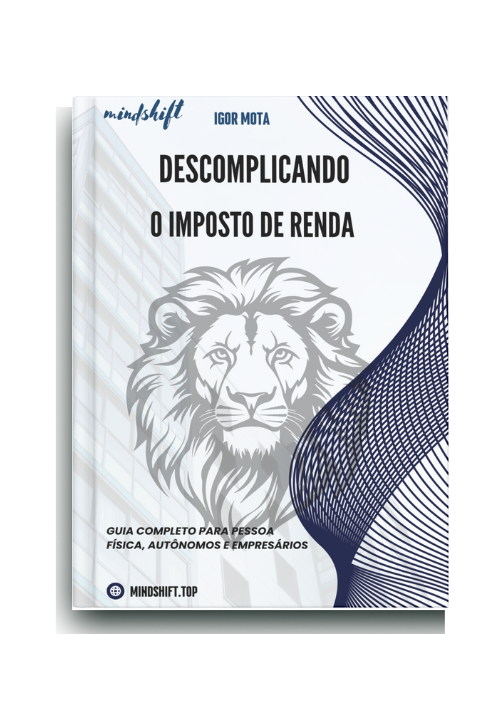 mindshift
IGOR MOTA
DESCOMPLICANDO
O IMPOSTO DE RENDA
GUIA COMPLETO PARA PESSOA
FÍSICA, AUTÔNOMOS E EMPRESÁRIOS
MINDSHIFT.TOP